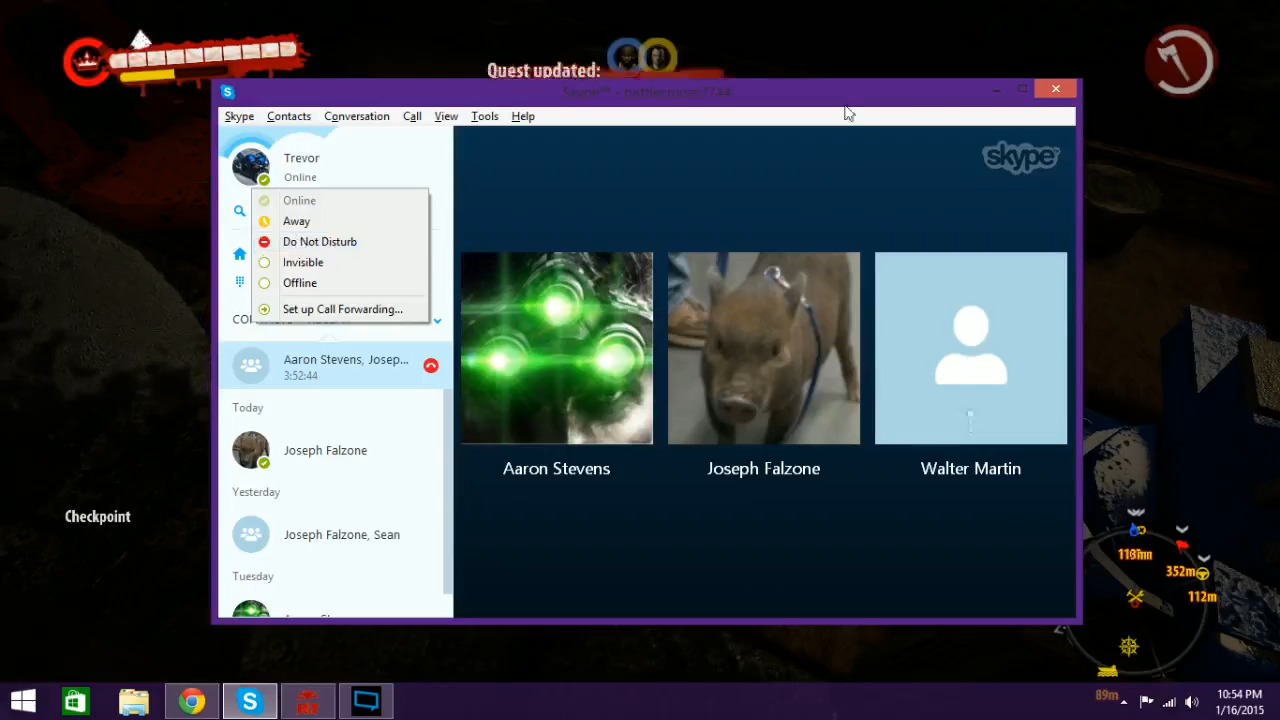 Quest updated:
Skype Contacts Conversation Call View Tools Help
Trevor
Online
skype™
Online
Away
Do Not Disturb
Invisible
Offline
Set up Call Forwarding...
Aaron Stevens, Josep...
3:52:44
Today
Joseph Falzone
Yesterday
Joseph Falzone, Sean
Tuesday
Aaron Stevens
Joseph Falzone
Walter Martin
Checkpoint
352m
112m
89m
10:54 PM
1/16/2015